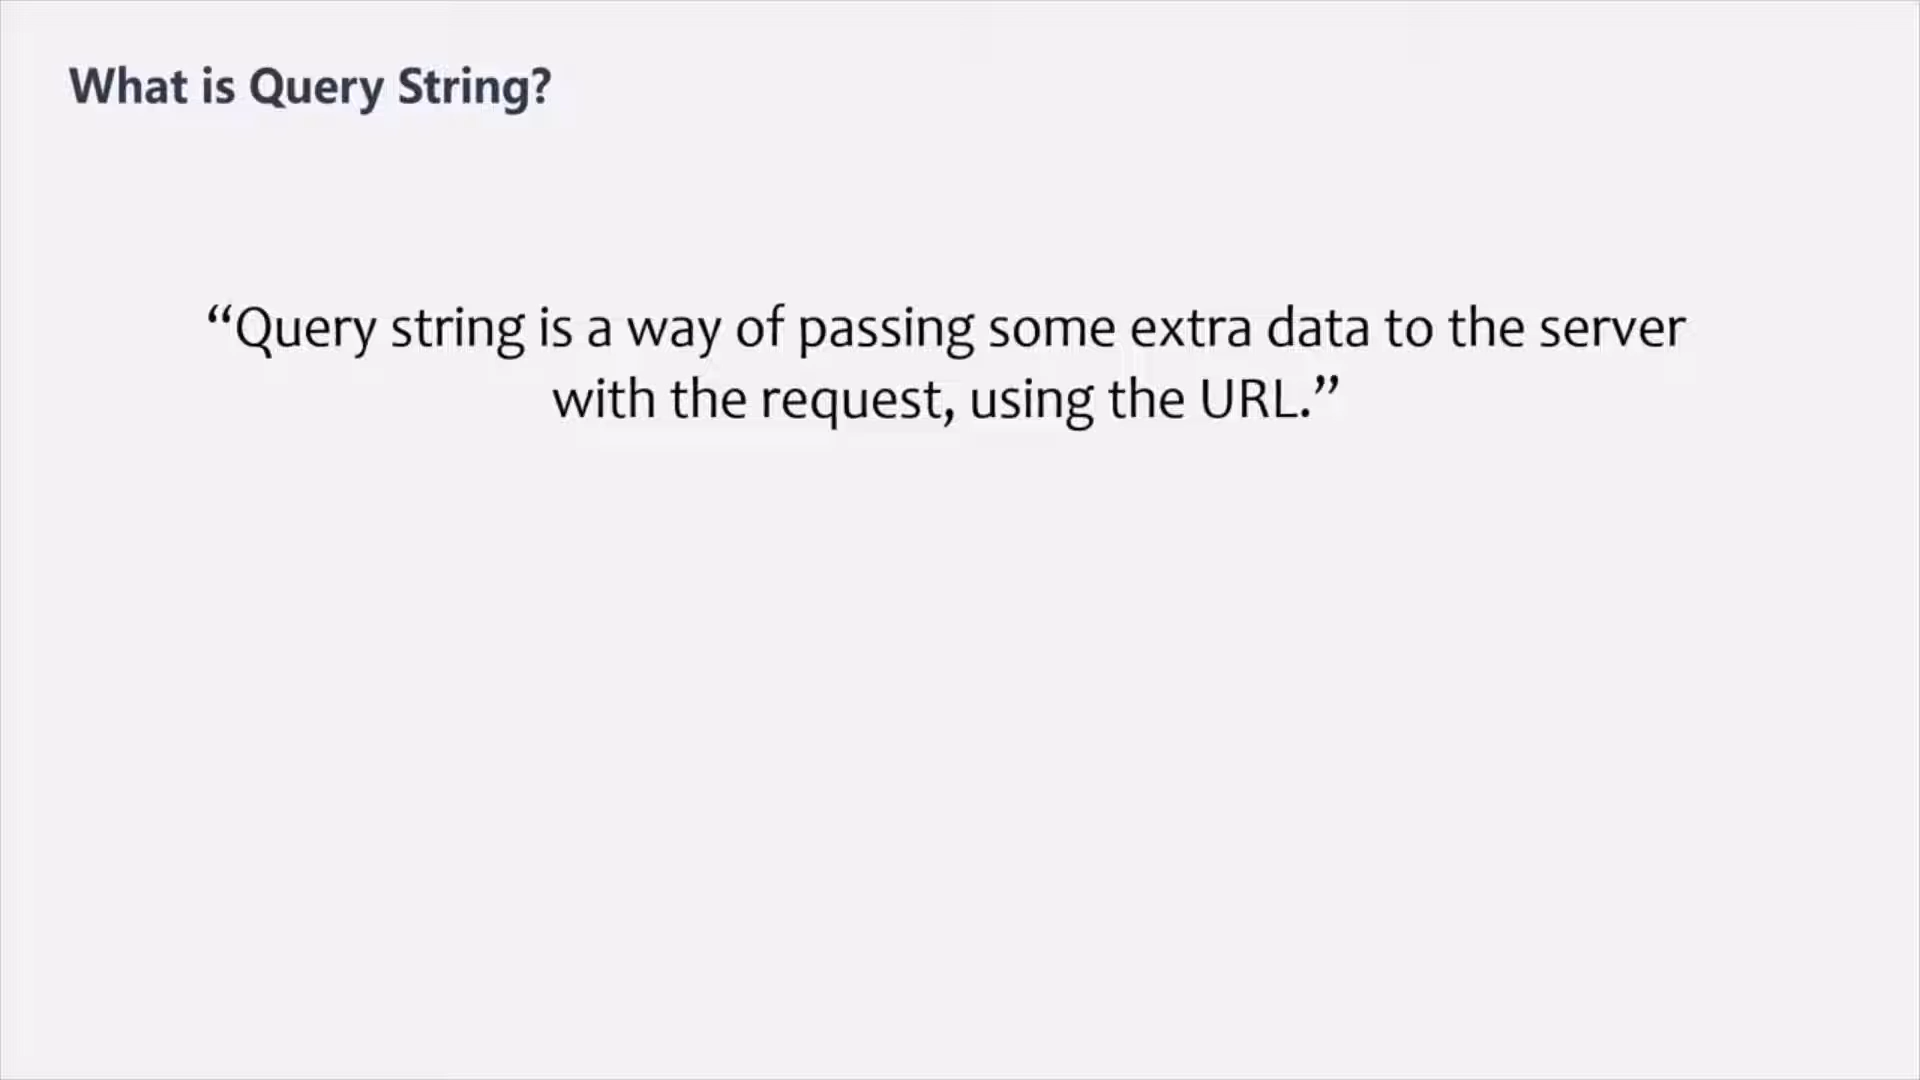 What is Query String?
“Query string is a way of passing some extra data to the server
with the request, using the URL.”